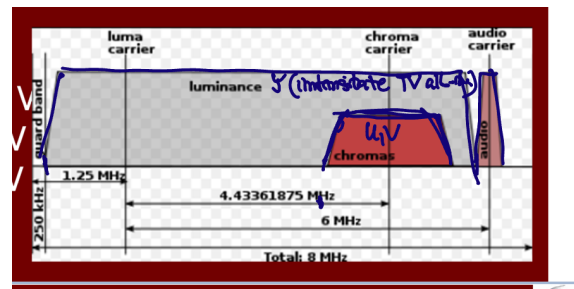 luma
carrier
chroma
carrier
audio
carrier
luminance Y (
U,V
chromas
guard band
audio
1.25 MHz
4.43361875 MHz
250 kHz
6 MHz
Total: 8 MHz
V
V
V